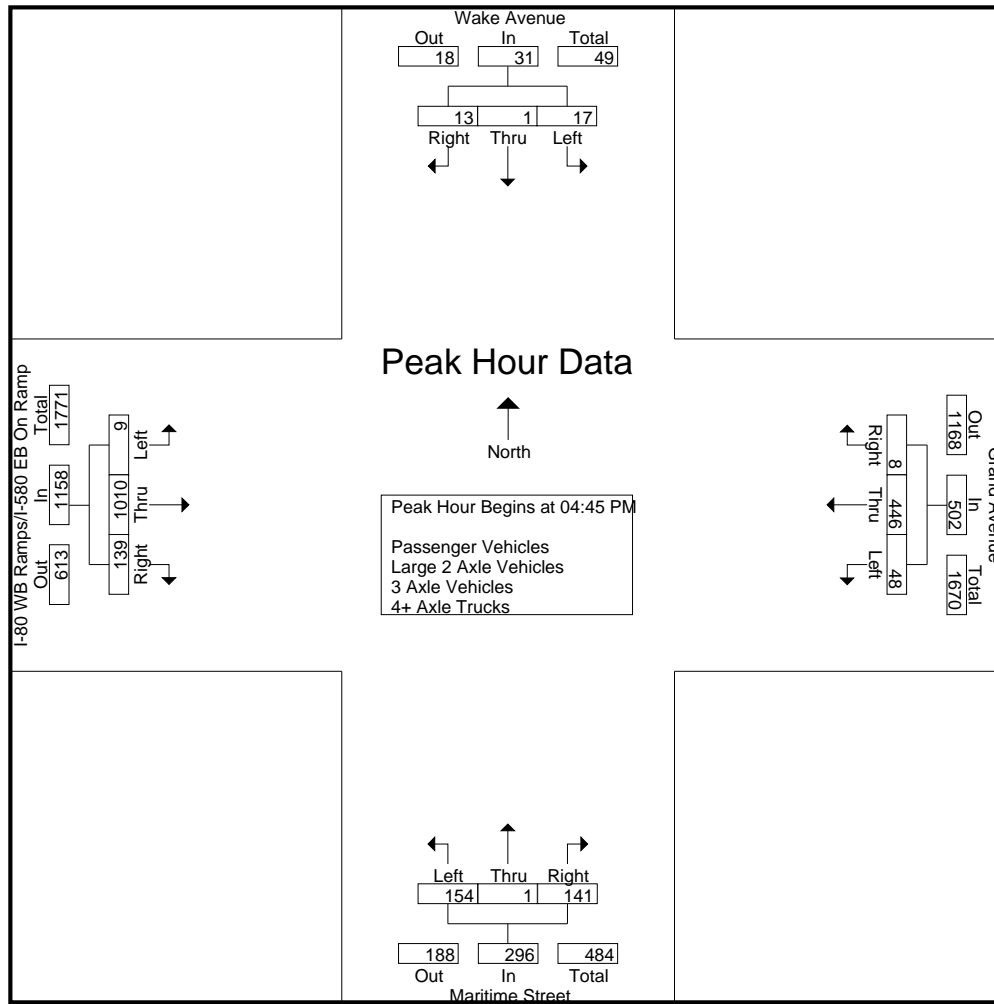 Wake Avenue
Out In Total
18 31 49
13 1 17
Right Thru Left
Peak Hour Data
North
Peak Hour Begins at 04:45 PM
Passenger Vehicles
Large 2 Axle Vehicles
3 Axle Vehicles
4+ Axle Trucks
I-80 WB Ramps/I-580 EB On Ramp
Out In Total
613 1158 1771
139 1010 9
Right Thru Left
Grand Avenue
Out In Total
1168 502 1670
8 446 48
Right Thru Left
Left Thru Right
154 1 141
188 296 484
Out In Total
Maritime Street